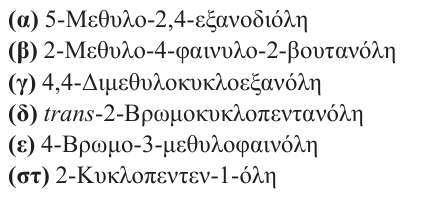 (α) 5-Μεθυλο-2,4-εξανοδιόλη
(β) 2-Μεθυλο-4-φαινυλο-2-βουτανόλη
(γ) 4,4-Διμεθυλοκυκλοεξανόλη
(δ) trans-2-Βρωμοκυκλοπεντανόλη
(ε) 4-Βρωμο-3-μεθυλοφαινόλη
(στ) 2-Κυκλοπεντεν-1-όλη